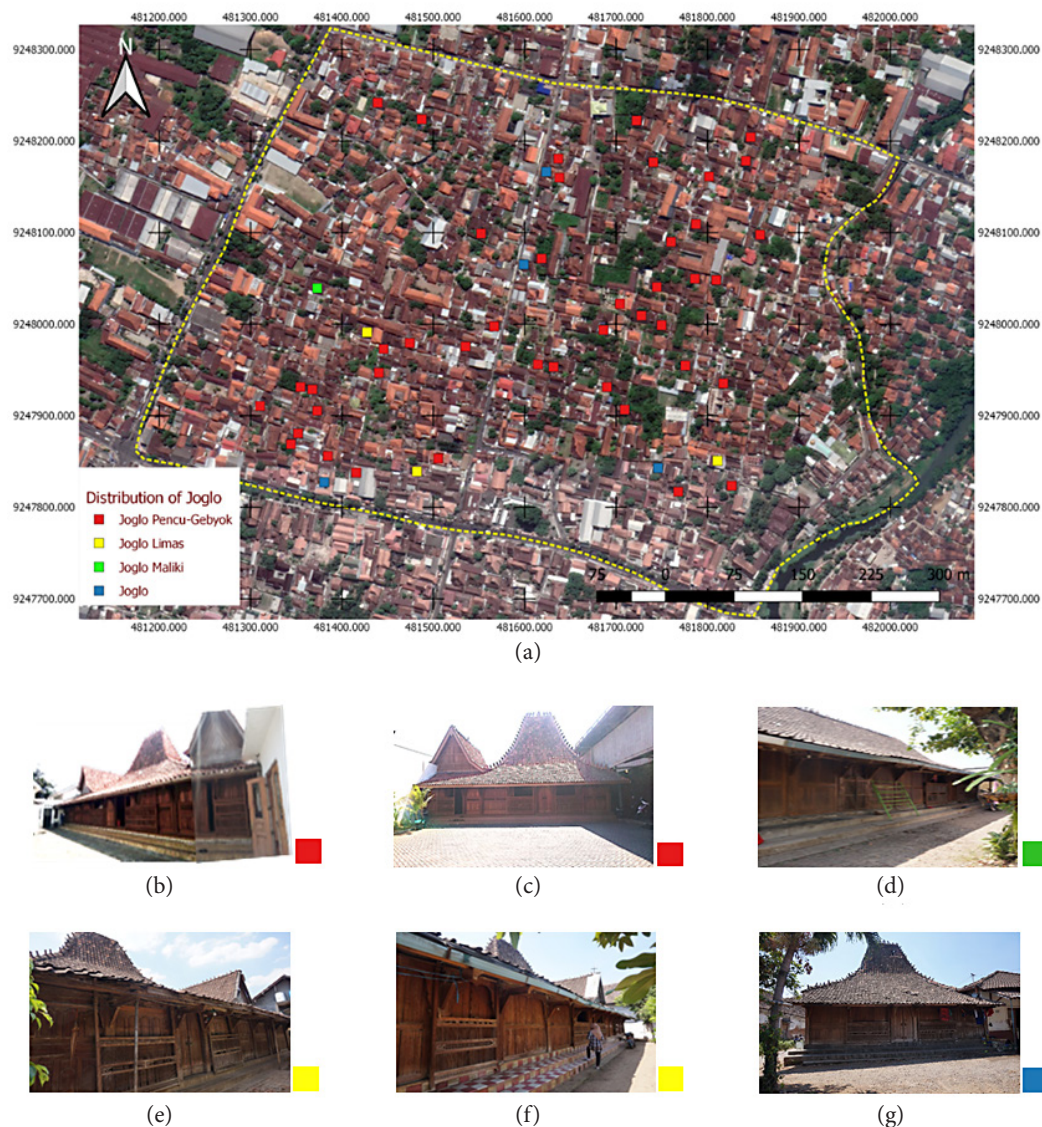 481200.000 481300.000 481400.000 481500.000 481600.000 481700.000 481800.000 481900.000 482000.000
N
9248300.000 9248300.000
9248200.000 9248200.000
9248100.000 9248100.000
9248000.000 9248000.000
9247900.000 9247900.000
9247800.000 9247800.000
9247700.000 9247700.000
Distribution of Joglo
Joglo Pencu-Gebyok
Joglo Limas
Joglo Maliki
Joglo
75 0 75 150 225 300 m
481200.000 481300.000 481400.000 481500.000 481600.000 481700.000 481800.000 481900.000 482000.000
(a)
(b) (c) (d)
(e) (f) (g)